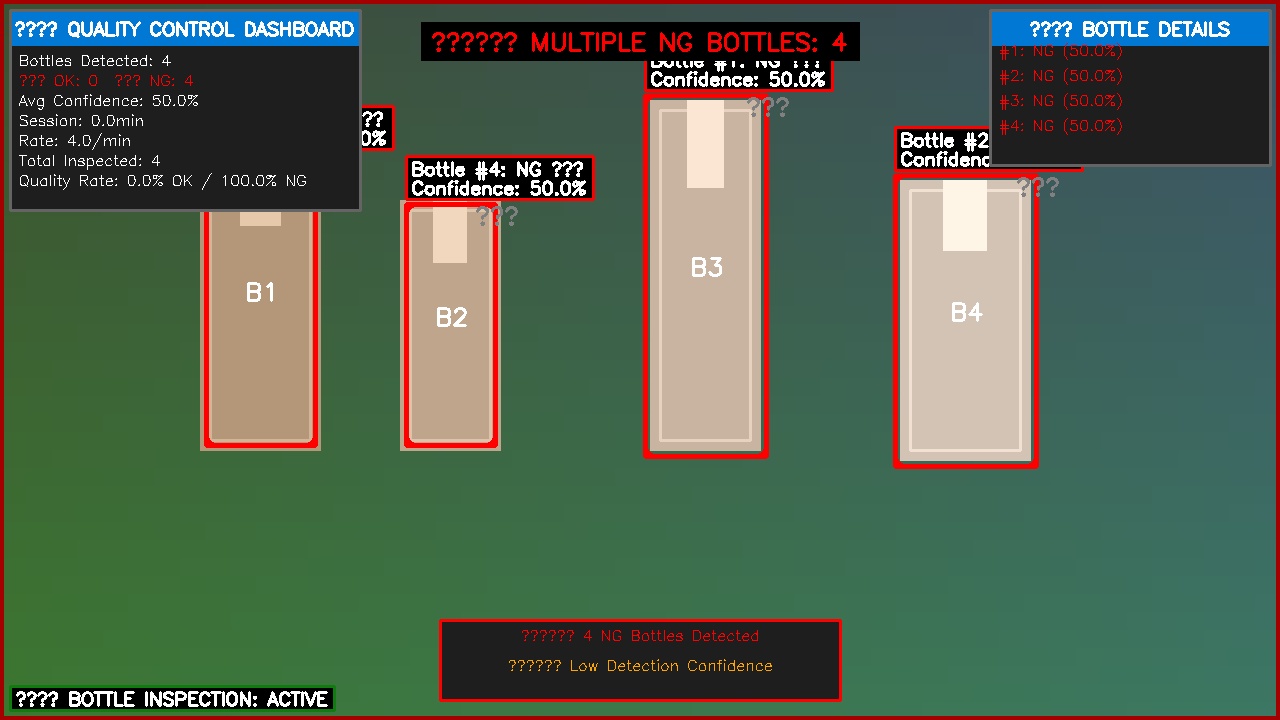 ???? QUALITY CONTROL DASHBOARD
Bottles Detected: 4
??? OK: 0 ??? NG: 4
Avg Confidence: 50.0%
Session: 0.0min
Rate: 4.0/min
Total Inspected: 4
Quality Rate: 0.0% OK / 100.0% NG
?????? MULTIPLE NG BOTTLES: 4
???? BOTTLE DETAILS
#1: NG (50.0%)
#2: NG (50.0%)
#3: NG (50.0%)
#4: NG (50.0%)
??
0%
Bottle #4: NG ???
Confidence: 50.0%
???
Bottle #1: NG ???
Confidence: 50.0%
???
Bottle #2
Confidenc
???
B1
B2
B3
B4
?????? 4 NG Bottles Detected
?????? Low Detection Confidence
???? BOTTLE INSPECTION: ACTIVE